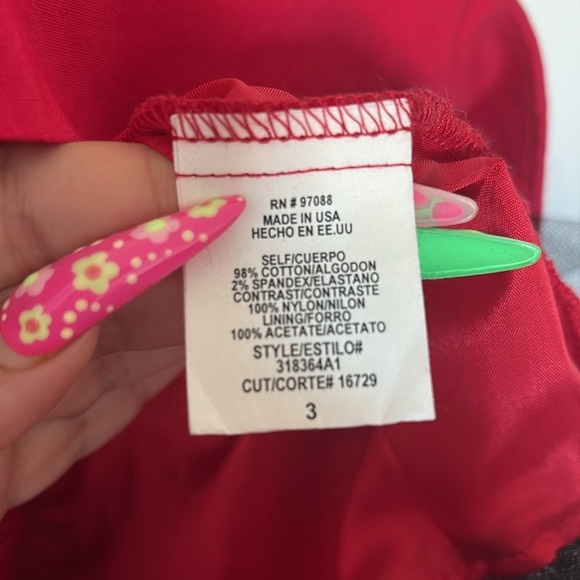 RN # 97088
MADE IN USA
HECHO EN EE.UU
SELF/CUERPO
98% COTTON/ALGODON
2% SPANDEX/ELASTANO
CONTRAST/CONTRASTE
100% NYLON/NILON
LINING/FORRO
100% ACETATE/ACETATO
STYLE/ESTILO#
318364A1
CUT/CORTE# 16729
3